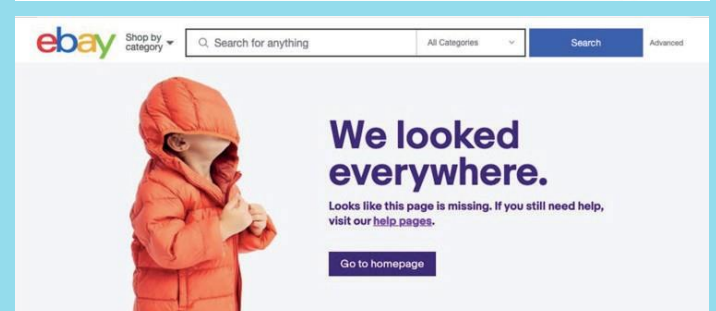 ebay
Shop by
category
Search for anything
All Categories
Search
Advanced
We looked
everywhere.
Looks like this page is missing. If you still need help,
visit our help pages.
Go to homepage